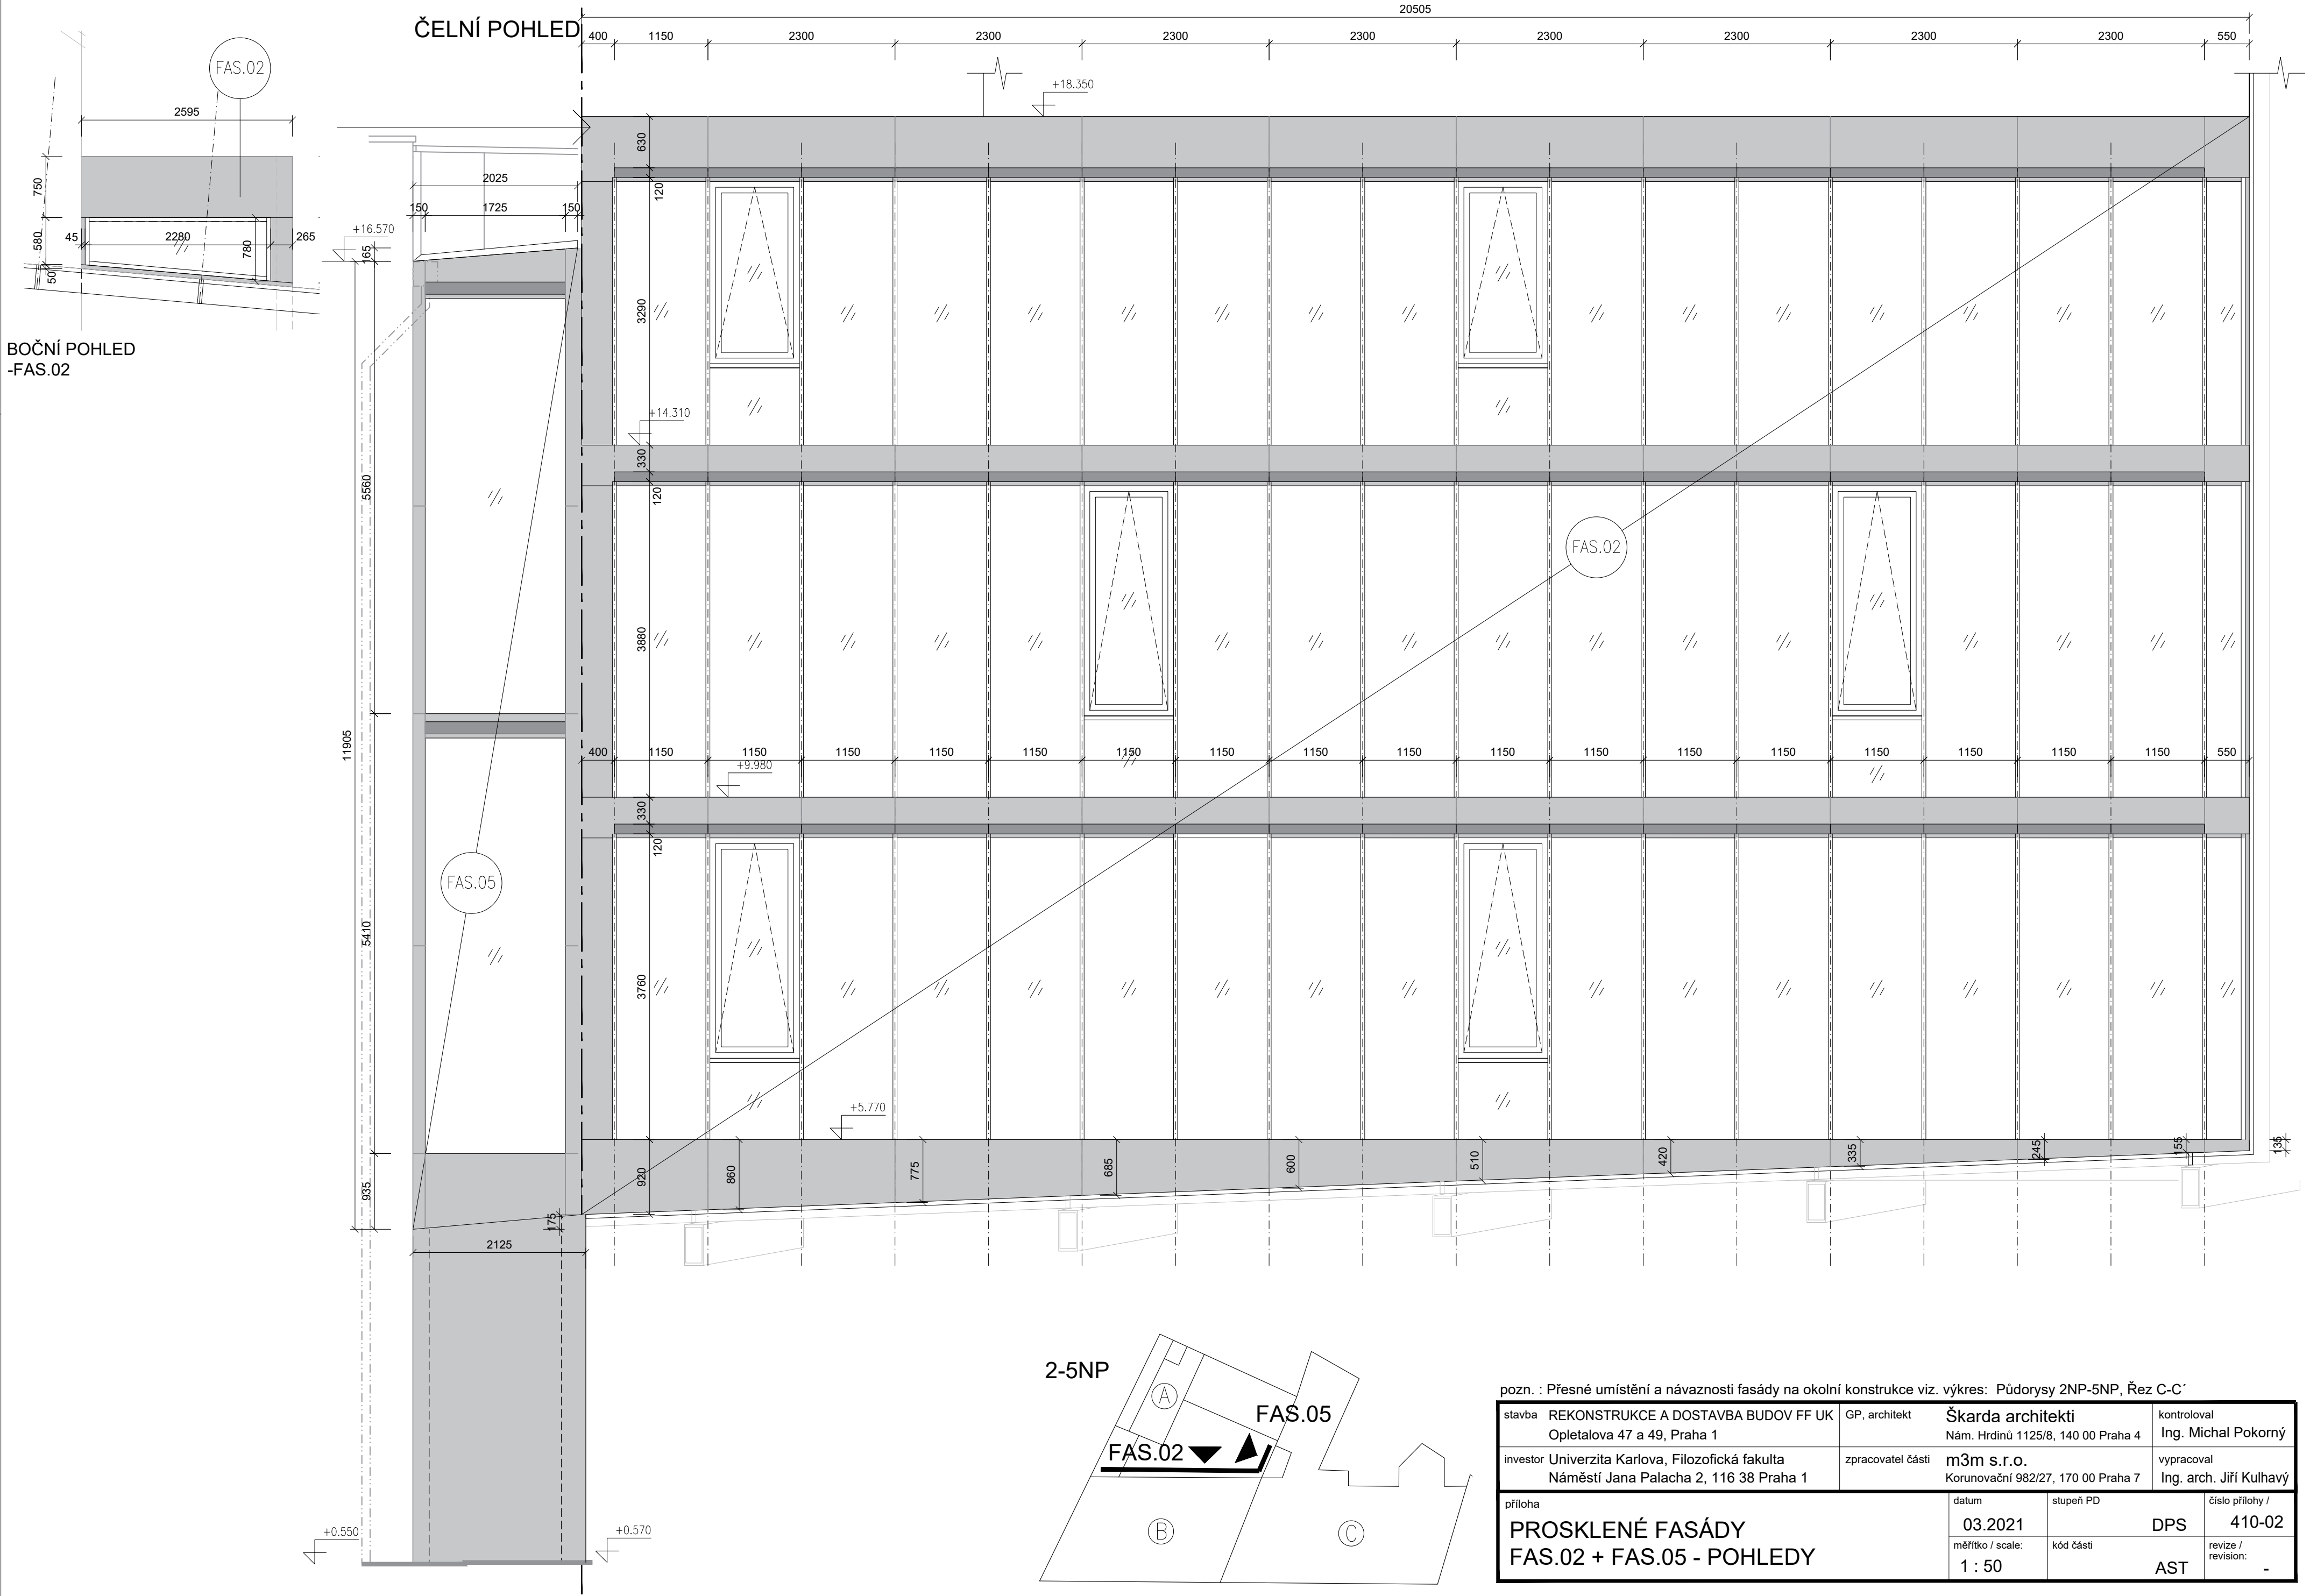 ČELNÍ POHLED
20505
400 1150 2300 2300 2300 2300 2300 2300 2300 2300 550
FAS.02
2595
750
580
50
45 2280 780 265
BOČNÍ POHLED
-FAS.02
+18.350
630
120
2025
150 1725 150
+16.570
165
3290
+14.310
330
120
5560
3880
FAS.02
11905
400 1150 1150 1150 1150 1150 1150 1150 1150 1150 1150 1150 1150 1150 1150 1150 1150 1150 550
+9.980
330
120
FAS.05
5410
3760
+5.770
920 860 775 685 600 510 420 335 245 155 135
935
175
2125
+0.550
+0.570
2-5NP
A
FAS.05
FAS.02
B
C
pozn. : Přesné umístění a návaznosti fasády na okolní konstrukce viz. výkres: Půdorysy 2NP-5NP, Řez C-C´
stavba REKONSTRUKCE A DOSTAVBA BUDOV FF UK
Opletalova 47 a 49, Praha 1
GP, architekt Škarda architekti
Nám. Hrdinů 1125/8, 140 00 Praha 4
kontroloval
Ing. Michal Pokorný
investor Univerzita Karlova, Filozofická fakulta
Náměstí Jana Palacha 2, 116 38 Praha 1
zpracovatel části m3m s.r.o.
Korunovační 982/27, 170 00 Praha 7
vypracoval
Ing. arch. Jiří Kulhavý
příloha
PROSKLENÉ FASÁDY
FAS.02 + FAS.05 - POHLEDY
datum
03.2021
stupeň PD
DPS
číslo přílohy /
410-02
měřítko / scale:
1 : 50
kód části
AST
revize /
revision:
-